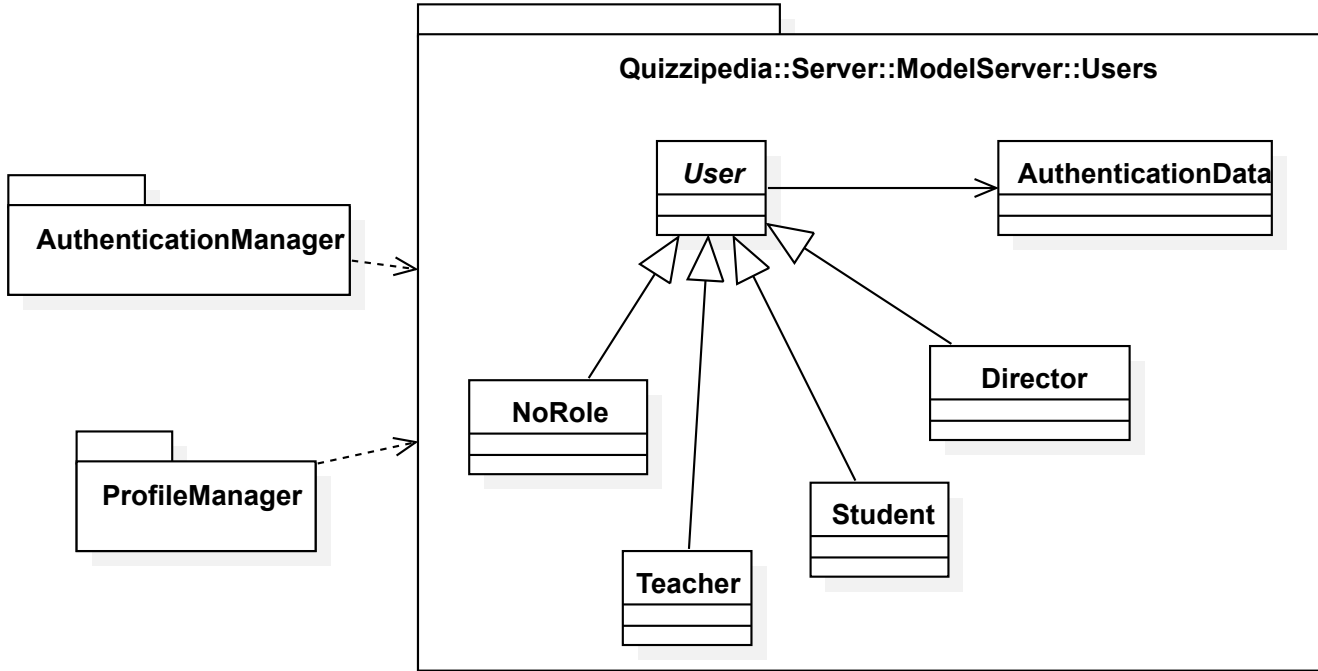 Quizzipedia::Server::ModelServer::Users
User
AuthenticationData
AuthenticationManager
Director
NoRole
ProfileManager
Student
Teacher